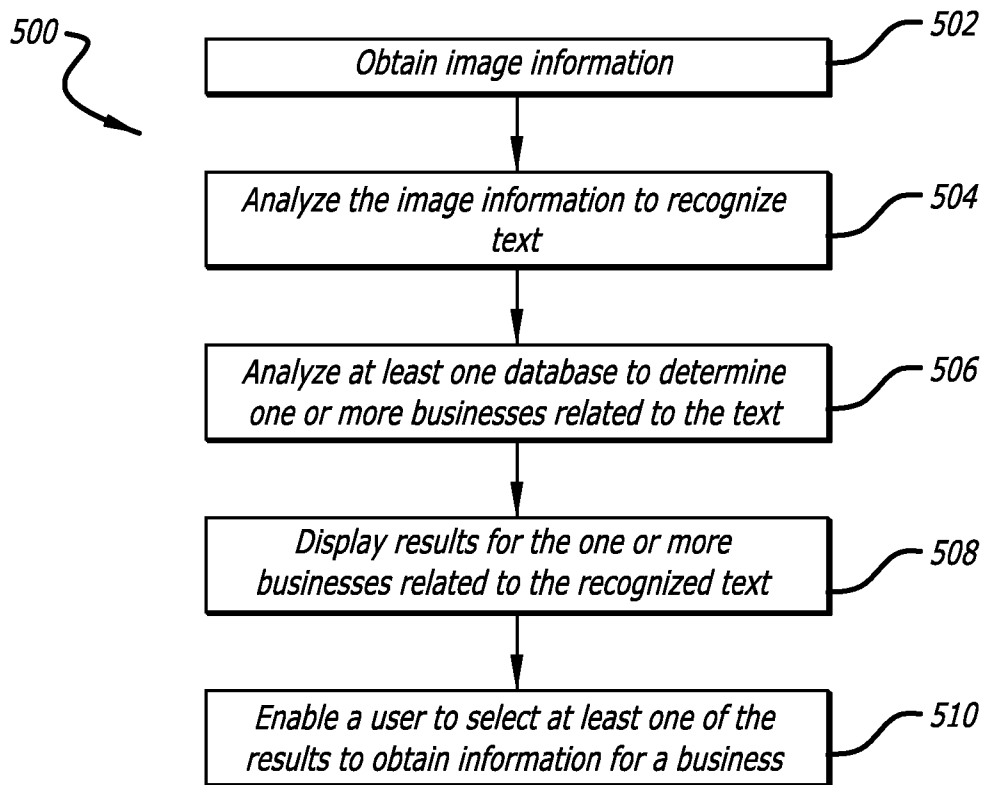 500
502
Obtain image information
Analyze the image information to recognize
text
504
Analyze at least one database to determine
one or more businesses related to the text
506
Display results for the one or more
businesses related to the recognized text
508
Enable a user to select at least one of the
results to obtain information for a business
510